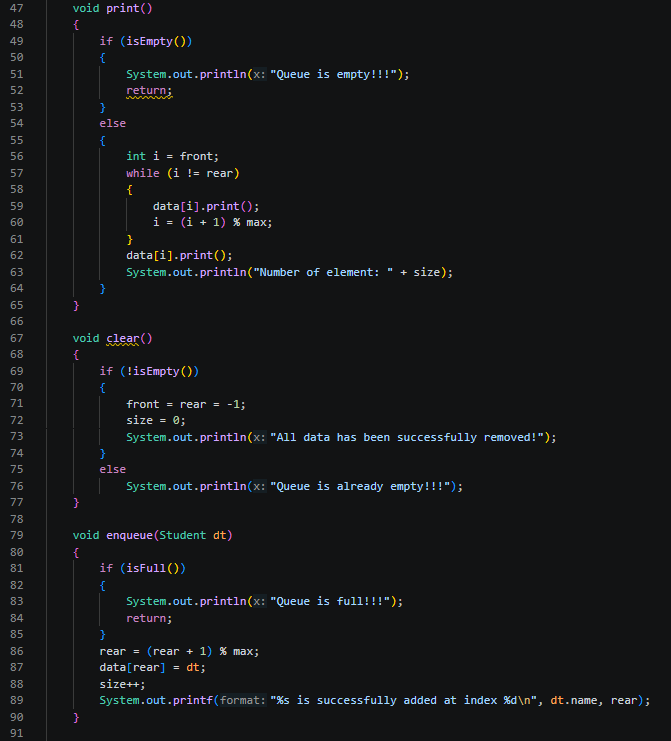 47 void print()
48 {
49 if (isEmpty())
50 {
51 System.out.println(x: "Queue is empty!!!");
52 return;
53 }
54 else
55 {
56 int i = front;
57 while (i != rear)
58 {
59 data[i].print();
60 i = (i + 1) % max;
61 }
62 data[i].print();
63 System.out.println("Number of element: " + size);
64 }
65 }
66
67 void clear()
68 {
69 if (!isEmpty())
70 {
71 front = rear = -1;
72 size = 0;
73 System.out.println(x: "All data has been successfully removed!");
74 }
75 else
76 System.out.println(x: "Queue is already empty!!!");
77 }
78
79 void enqueue(Student dt)
80 {
81 if (isFull())
82 {
83 System.out.println(x: "Queue is full!!!");
84 return;
85 }
86 rear = (rear + 1) % max;
87 data[rear] = dt;
88 size++;
89 System.out.printf(format: "%s is successfully added at index %d\n", dt.name, rear);
90 }
91